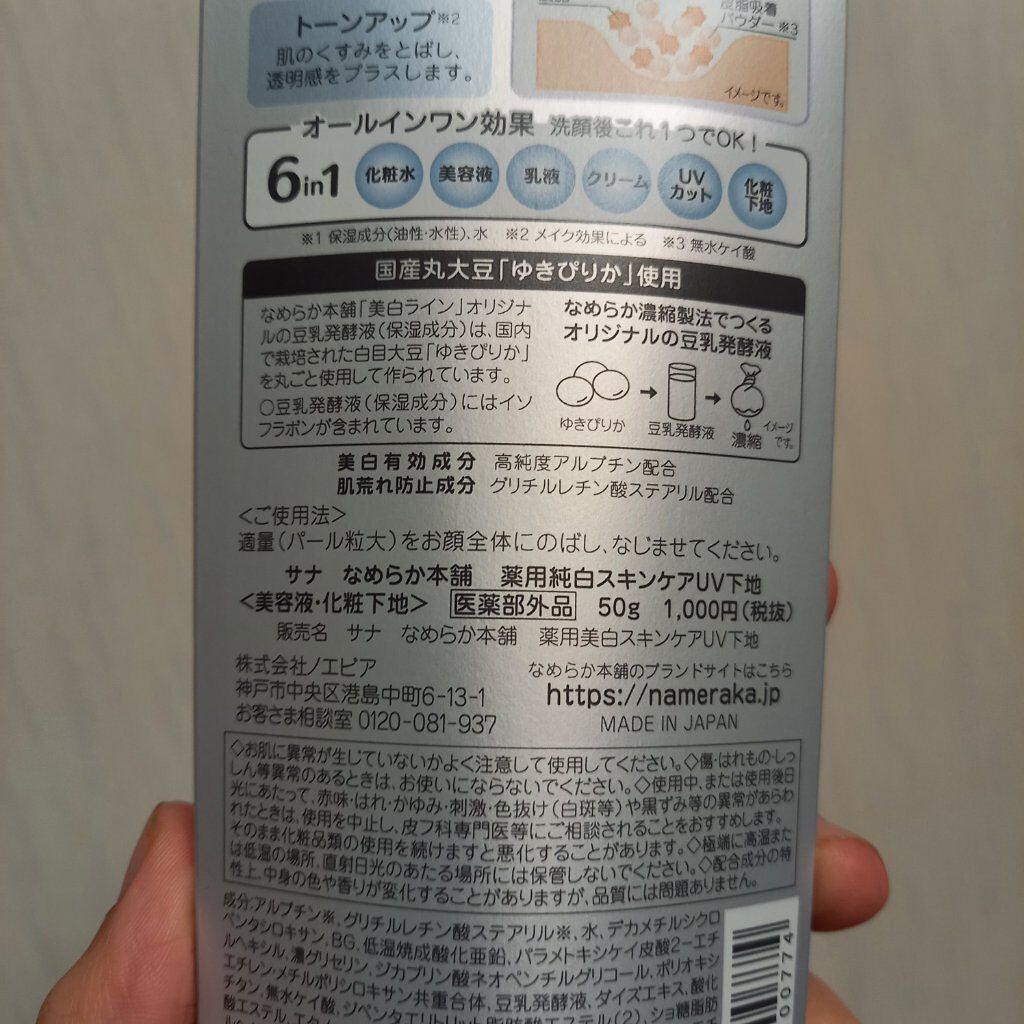 トーンアップ※2
肌のくすみをとばし、
透明感をプラスします。
皮脂吸着
パウダー※3
イメージです。
オールインワン効果 洗顔後これ1つでOK!
6in1 化粧水 美容液 乳液 クリーム UVカット 化粧下地
※1 保湿成分(油性・水性)、水 ※2 メイク効果による ※3 無水ケイ酸
国産丸大豆「ゆきぴりか」使用
なめらか本舗「美白ライン」オリジナ
ルの豆乳発酵液(保湿成分)は、国内
で栽培された白目大豆「ゆきぴりか」
を丸ごと使用して作られています。
○豆乳発酵液(保湿成分)にはイソ
フラボンが含まれています。
なめらか濃縮製法でつくる
オリジナルの豆乳発酵液
ゆきぴりか
豆乳発酵液
濃縮
イメージ
です。
美白有効成分 高純度アルブチン配合
肌荒れ防止成分 グリチルレチン酸ステアリル配合
<ご使用法>
適量(パール粒大)をお顔全体にのばし、なじませてください。
サナ なめらか本舗 薬用純白スキンケアUV下地
<美容液・化粧下地> 医薬部外品 50g 1,000円(税抜)
販売名 サナ なめらか本舗 薬用美白スキンケアUV下地
株式会社ノエビア
神戸市中央区港島中町6-13-1
お客さま相談室 0120-081-937
なめらか本舗のブランドサイトはこちら
https://nameraka.jp
MADE IN JAPAN
◇お肌に異常が生じていないかよく注意して使用してください。◇傷・はれもの・しっ
しん等異常のあるときは、お使いにならないでください。◇使用中、または使用後日
光にあたって、赤味・はれ・かゆみ・刺激・色抜け(白斑等)や黒ずみ等の異常があらわ
れたときは、使用を中止し、皮フ科専門医等にご相談されることをおすすめします。
そのまま化粧品類の使用を続けますと悪化することがあります。◇極端に高温また
は低温の場所、直射日光のあたる場所には保管しないでください。◇配合成分の特
性上、中身の色や香りが変化することがありますが、品質には問題ありません。
成分:アルブチン※、グリチルレチン酸ステアリル※、水、デカメチルシクロ
ペンタシロキサン、BG、低温焼成酸化亜鉛、パラメトキシケイ皮酸2-エチ
ルヘキシル、濃グリセリン、ジカプリン酸ネオペンチルグリコール、ポリオキシ
エチレン・メチルポリシロキサン共重合体、豆乳発酵液、ダイズエキス、酸化
チタン、無水ケイ酸、ジペンタエリトリット脂肪酸エステル(2)、ショ糖脂肪
酸エステル、
00774